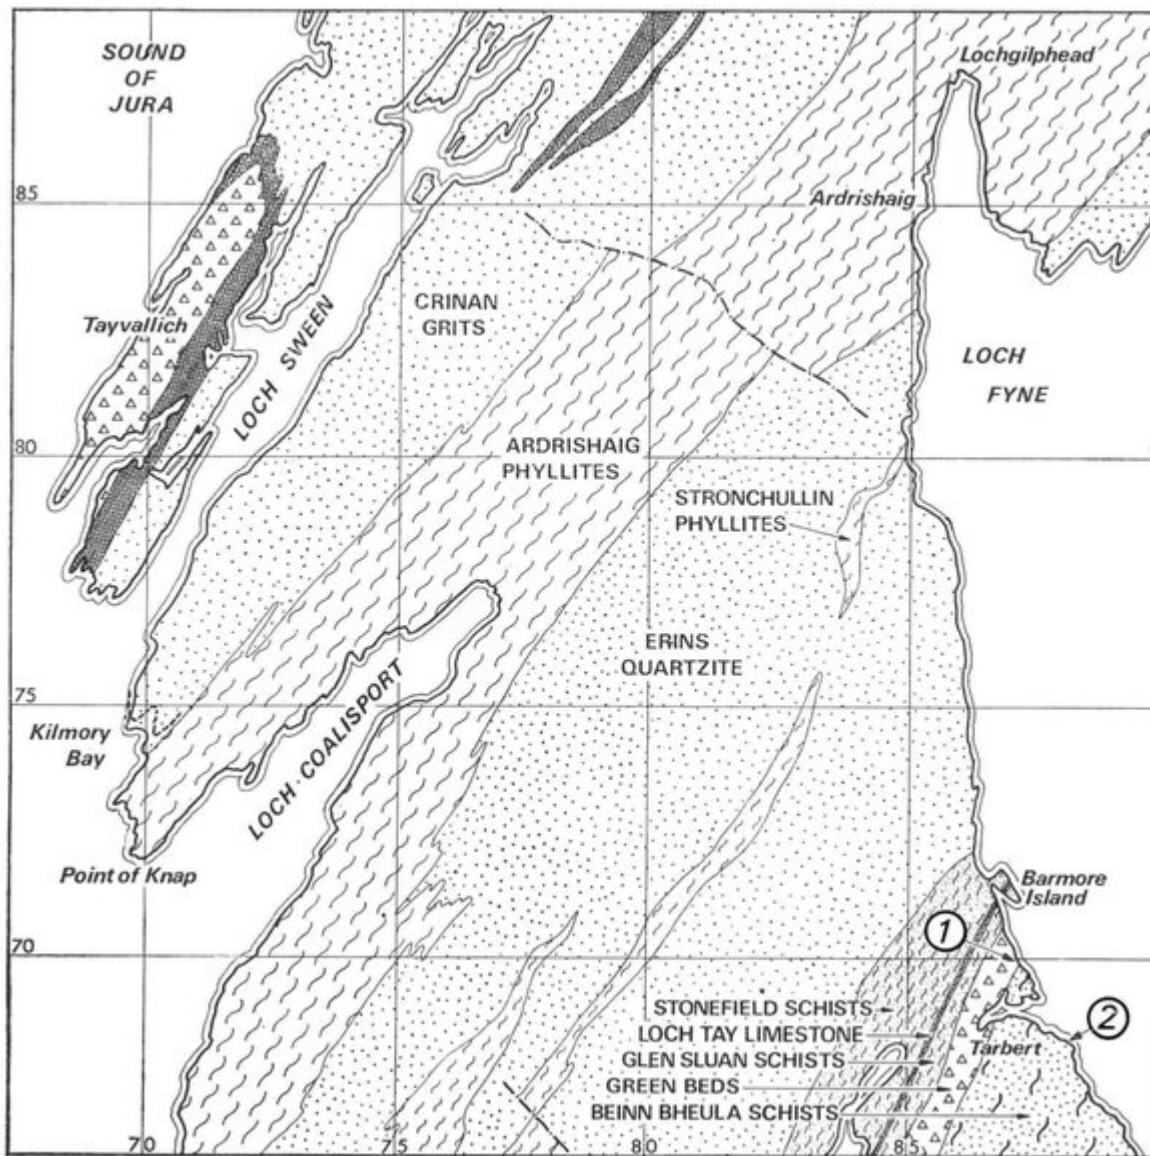 SOUND
OF
JURA
Lochgilphead
85
Ardrishaig
CRINAN
GRITS
Tayvallich
LOCH SWEEN
LOCH
FYNE
80
ARDRISHAIG
PHYLLITES
STRONCHULLIN
PHYLLITES
ERINS
QUARTZITE
75
Kilmory
Bay
LOCH COALISPORT
Point of Knap
Barmore
Island
70
1
STONEFIELD SCHISTS
LOCH TAY LIMESTONE
GLEN SLUAN SCHISTS
GREEN BEDS
BEINN BHEULA SCHISTS
2
Tarbert
70
75
80
85